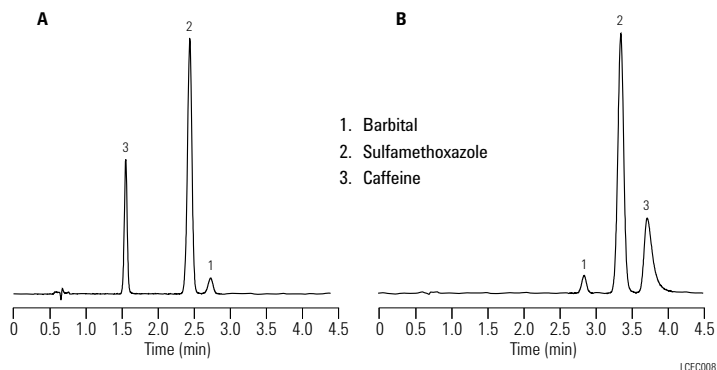 A
B
2
2
3
3
1
1
1. Barbital
2. Sulfamethoxazole
3. Caffeine
0 0.5 1.0 1.5 2.0 2.5 3.0 3.5 4.0 4.5
Time (min)
0 0.5 1.0 1.5 2.0 2.5 3.0 3.5 4.0 4.5
Time (min)
LCEC008